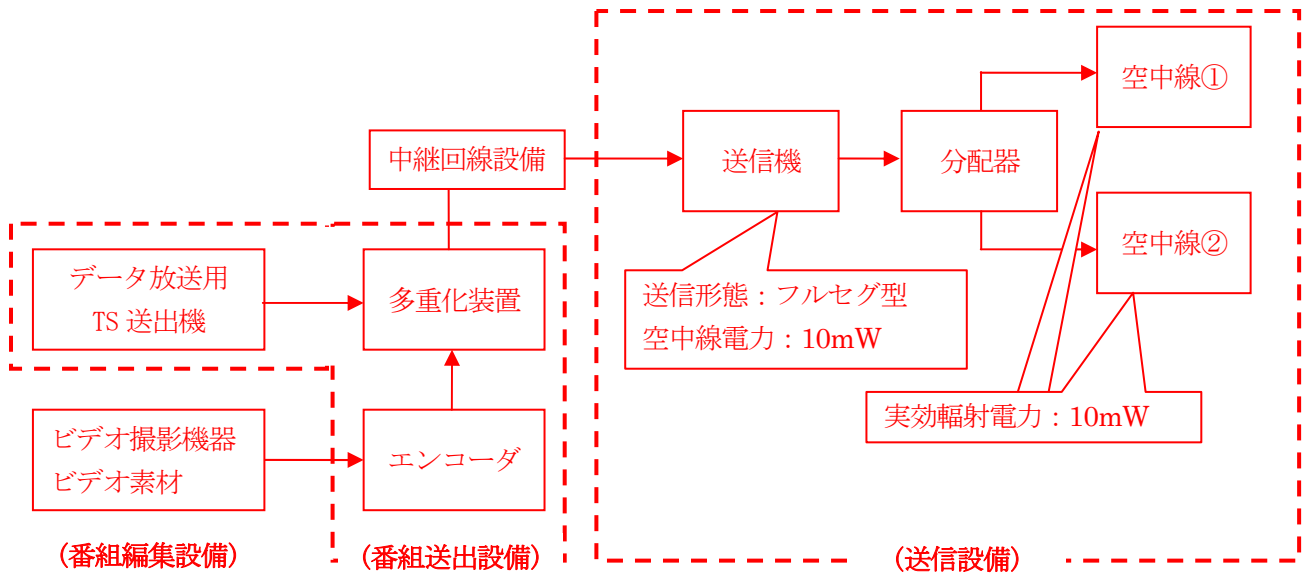 空中線①
中継回線設備
送信機
分配器
空中線②
データ放送用
TS 送出機
多重化装置
送信形態：フルセグ型
空中線電力：10mW
実効輻射電力：10mW
ビデオ撮影機器
ビデオ素材
エンコーダ
(番組編集設備)
(番組送出設備)
(送信設備)